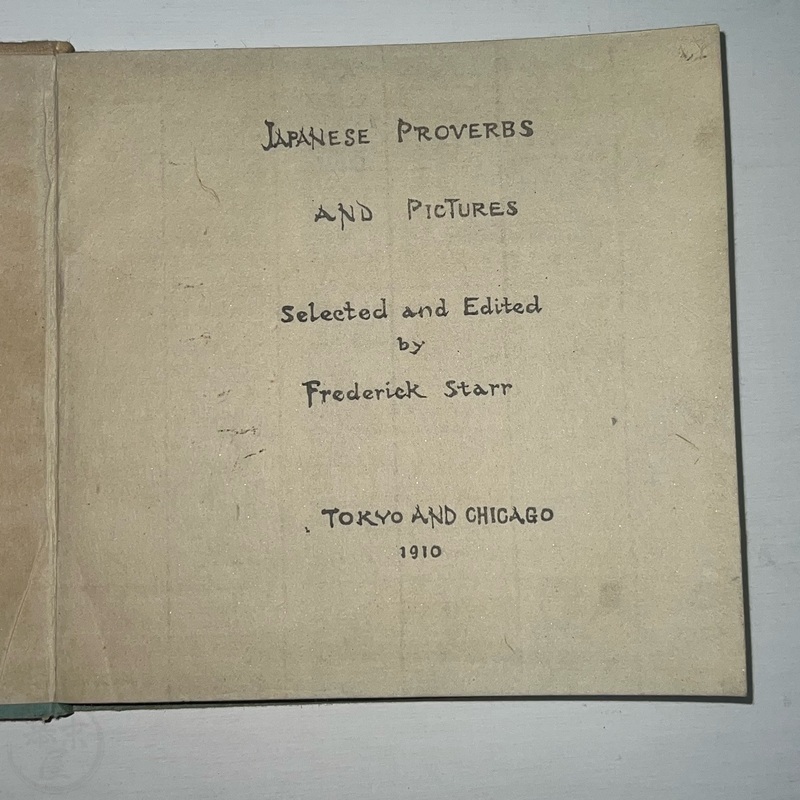 JAPANESE PROVERBS
AND PICTURES
Selected and Edited
by
Frederick Starr
TOKYO AND CHICAGO
1910